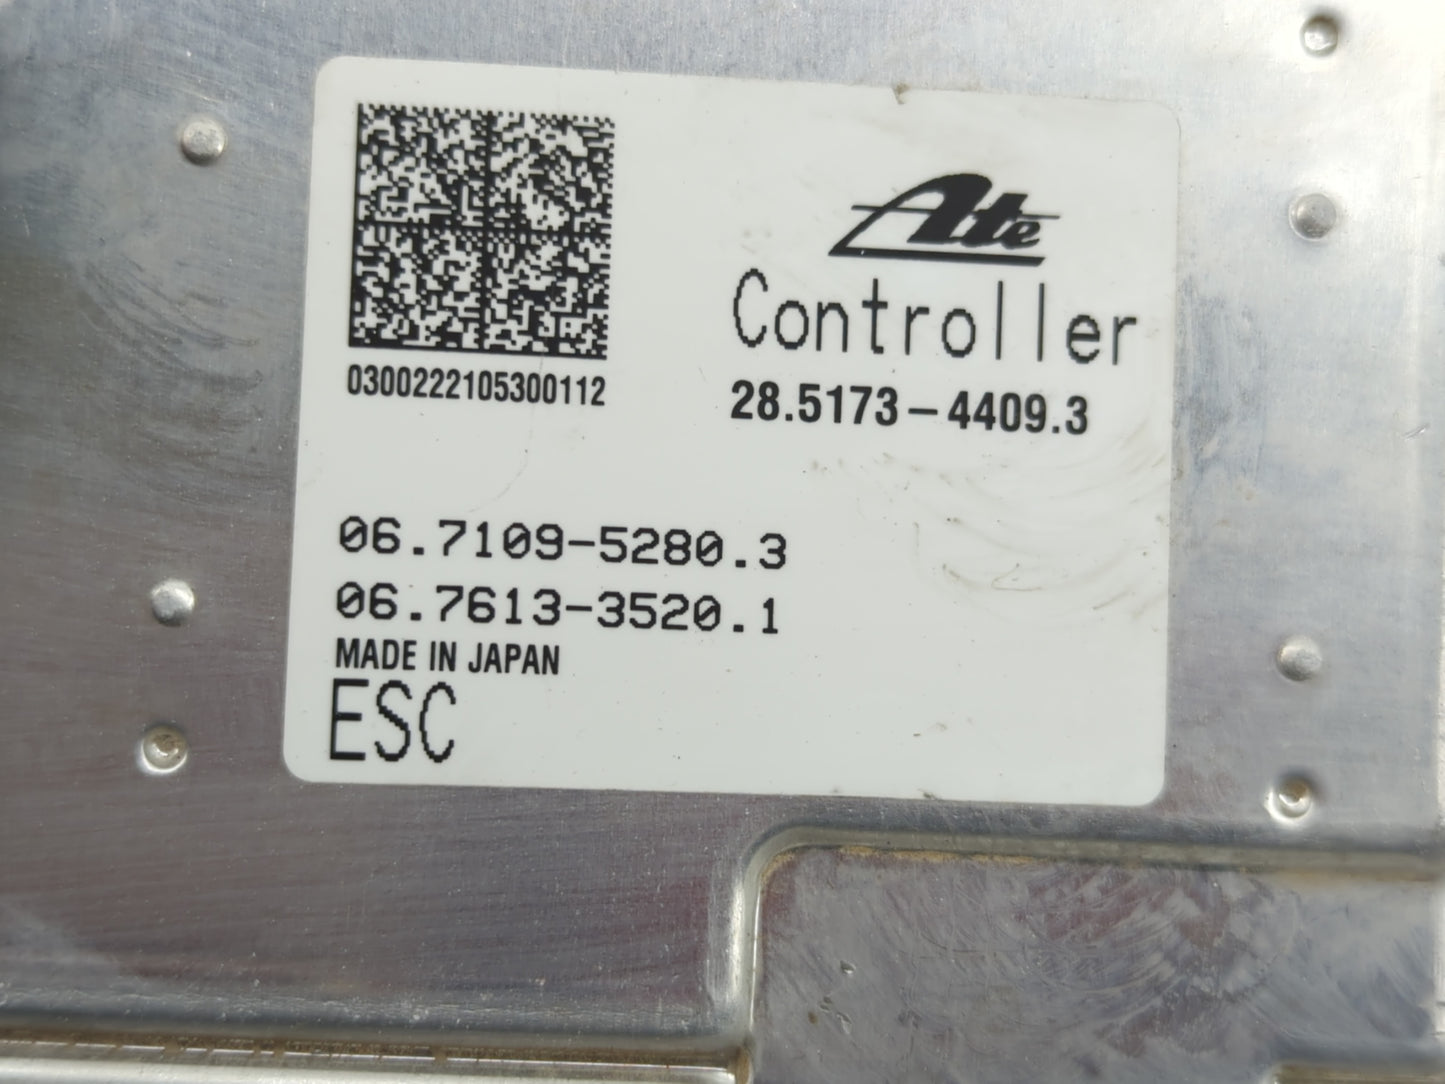 Ate
Controller
28.5173-4409.3
0300222105300112
06.7109-5280.3
06.7613-3520.1
MADE IN JAPAN
ESC